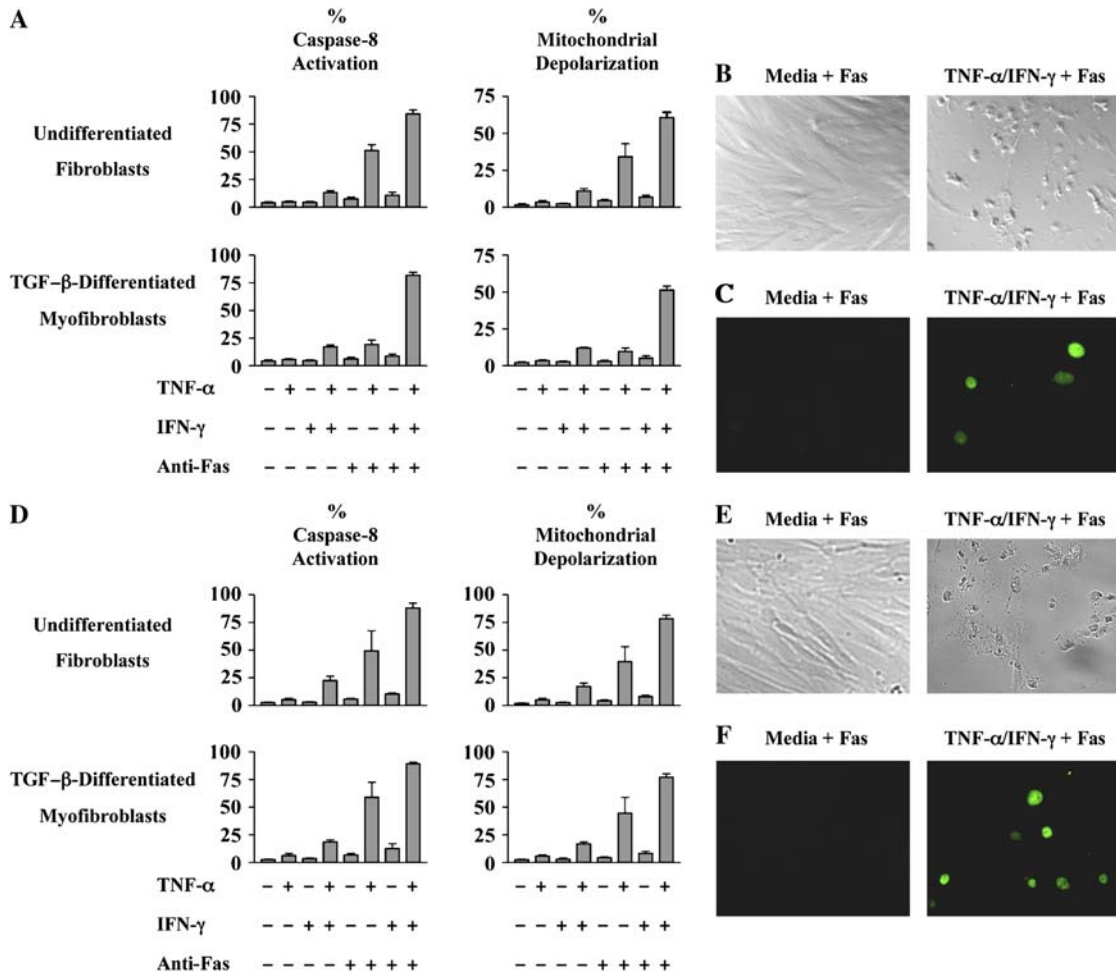 A
%
Caspase-8
Activation
%
Mitochondrial
Depolarization
Undifferentiated
Fibroblasts
100
75
50
25
0
75
50
25
0
TGF–β-Differentiated
Myofibroblasts
100
75
50
25
0
75
50
25
0
TNF-α – + – + – + – + – + – + – + – +
IFN-γ – – + + – – + + – – + + – – + +
Anti-Fas – – – – + + + + – – – – + + + +
B
Media + Fas
TNF-α/IFN-γ + Fas
C
Media + Fas
TNF-α/IFN-γ + Fas
D
%
Caspase-8
Activation
%
Mitochondrial
Depolarization
Undifferentiated
Fibroblasts
100
75
50
25
0
100
75
50
25
0
TGF–β-Differentiated
Myofibroblasts
100
75
50
25
0
100
75
50
25
0
TNF-α – + – + – + – + – + – + – + – +
IFN-γ – – + + – – + + – – + + – – + +
Anti-Fas – – – – + + + + – – – – + + + +
E
Media + Fas
TNF-α/IFN-γ + Fas
F
Media + Fas
TNF-α/IFN-γ + Fas